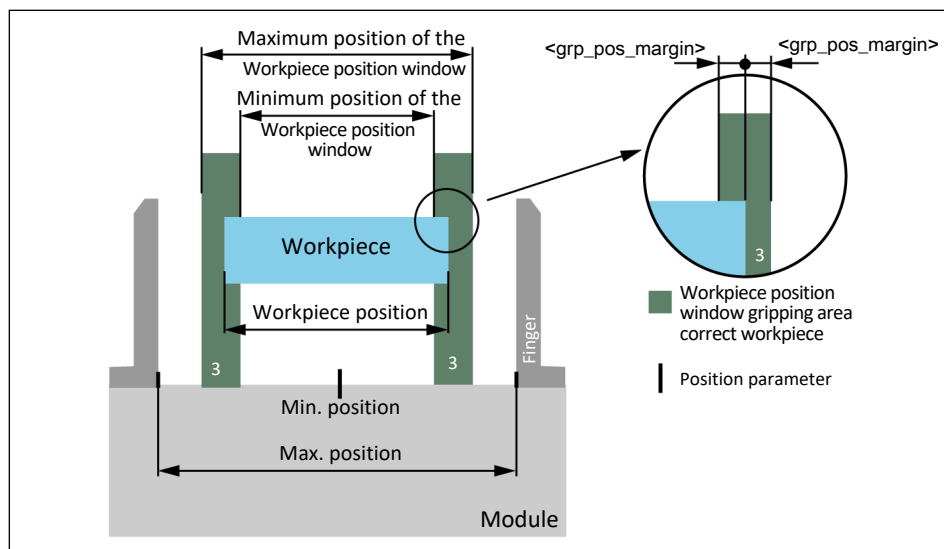 Maximum position of the
Workpiece position window
Minimum position of the
Workpiece position
window
<grp_pos_margin>
<grp_pos_margin>
Workpiece
Workpiece position
3
3
Finger
3
Workpiece position
window gripping area
correct workpiece
Position parameter
Min. position
Max. position
Module